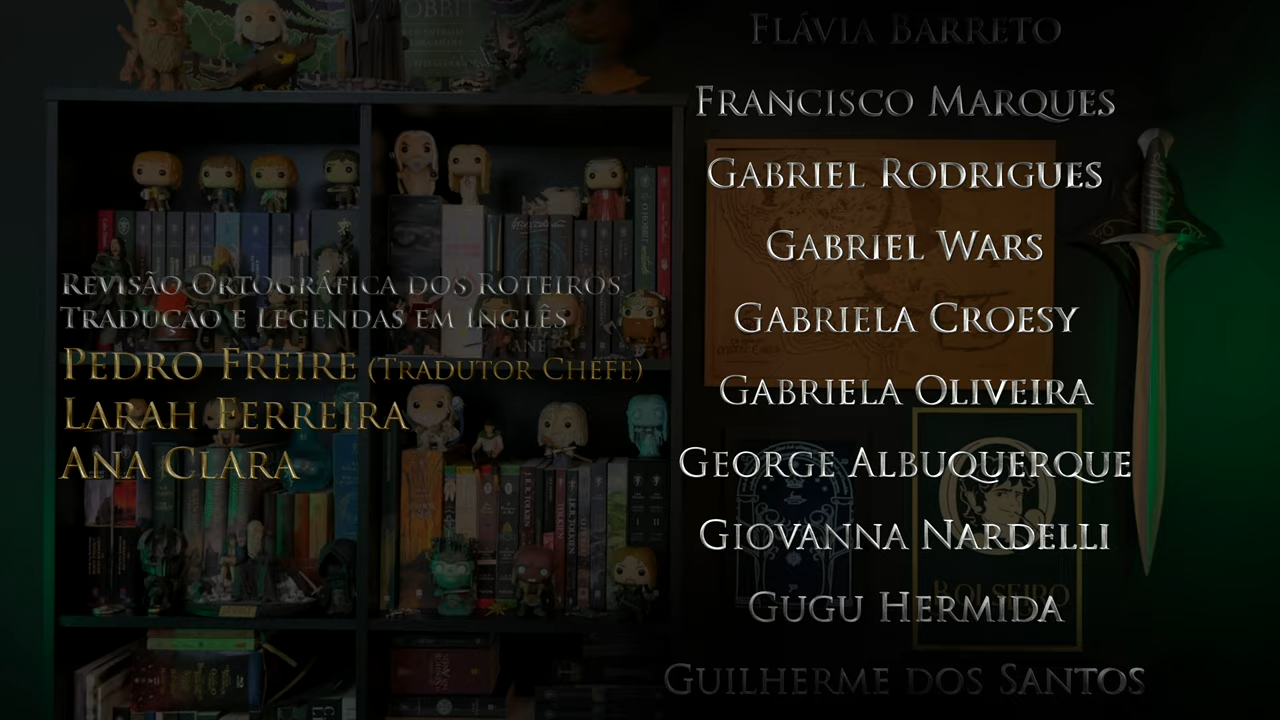 Revisão Ortográfica dos Roteiros
Tradução e Legendas em Inglês
Pedro Freire (Tradutor Chefe)
Larah Ferreira
Ana Clara
Flávia Barreto
Francisco Marques
Gabriel Rodrigues
Gabriel Wars
Gabriela Croesy
Gabriela Oliveira
George Albuquerque
Giovanna Nardelli
Gugu Hermida
Guilherme dos Santos
Bolseiro